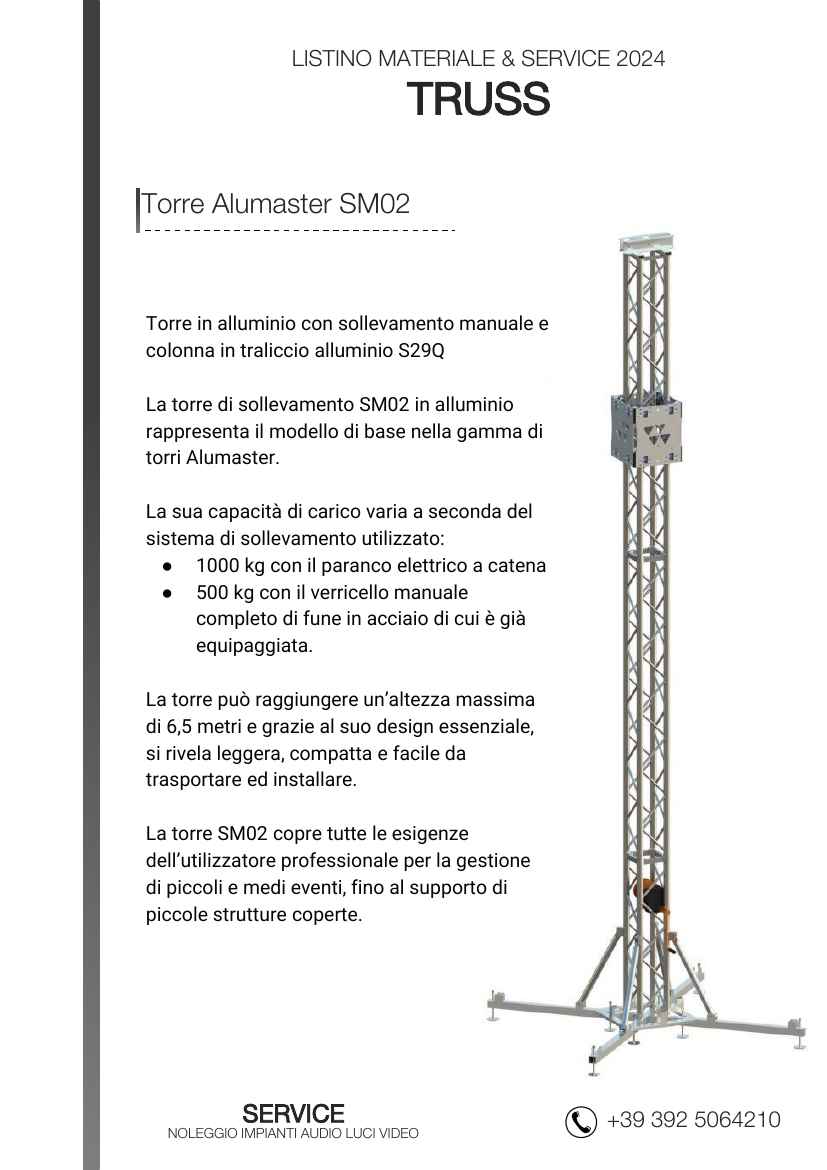 LISTINO MATERIALE & SERVICE 2024
TRUSS
Torre Alumaster SM02
Torre in alluminio con sollevamento manuale e
colonna in traliccio alluminio S29Q
La torre di sollevamento SM02 in alluminio
rappresenta il modello di base nella gamma di
torri Alumaster.
La sua capacità di carico varia a seconda del
sistema di sollevamento utilizzato:
● 1000 kg con il paranco elettrico a catena
● 500 kg con il verricello manuale
completo di fune in acciaio di cui è già
equipaggiata.
La torre può raggiungere un’altezza massima
di 6,5 metri e grazie al suo design essenziale,
si rivela leggera, compatta e facile da
trasportare ed installare.
La torre SM02 copre tutte le esigenze
dell’utilizzatore professionale per la gestione
di piccoli e medi eventi, fino al supporto di
piccole strutture coperte.
SERVICE
NOLEGGIO IMPIANTI AUDIO LUCI VIDEO
+39 392 5064210